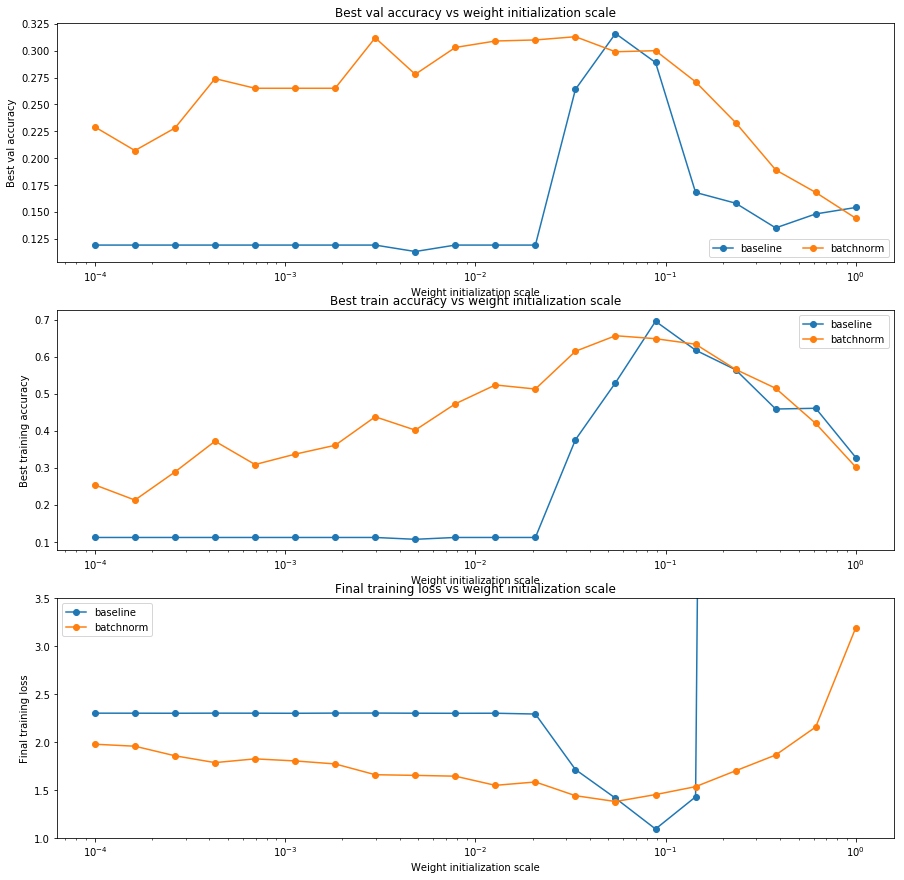 Best val accuracy vs weight initialization scale
Best val accuracy
0.325
0.300
0.275
0.250
0.225
0.200
0.175
0.150
0.125
baseline batchnorm
10⁻⁴ 10⁻³ 10⁻² 10⁻¹ 10⁰
Weight initialization scale
Best train accuracy vs weight initialization scale
Best training accuracy
0.7
0.6
0.5
0.4
0.3
0.2
0.1
baseline
batchnorm
10⁻⁴ 10⁻³ 10⁻² 10⁻¹ 10⁰
Weight initialization scale
Final training loss vs weight initialization scale
Final training loss
3.5
3.0
2.5
2.0
1.5
1.0
baseline
batchnorm
10⁻⁴ 10⁻³ 10⁻² 10⁻¹ 10⁰
Weight initialization scale